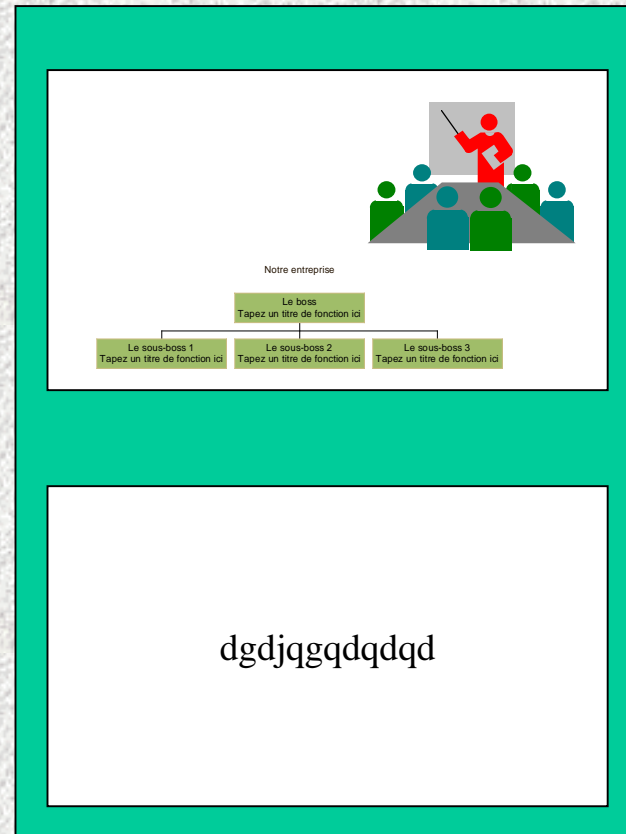 Notre entreprise
Le boss
Tapez un titre de fonction ici
Le sous-boss 1
Tapez un titre de fonction ici
Le sous-boss 2
Tapez un titre de fonction ici
Le sous-boss 3
Tapez un titre de fonction ici
dgdjqgqdqdqd